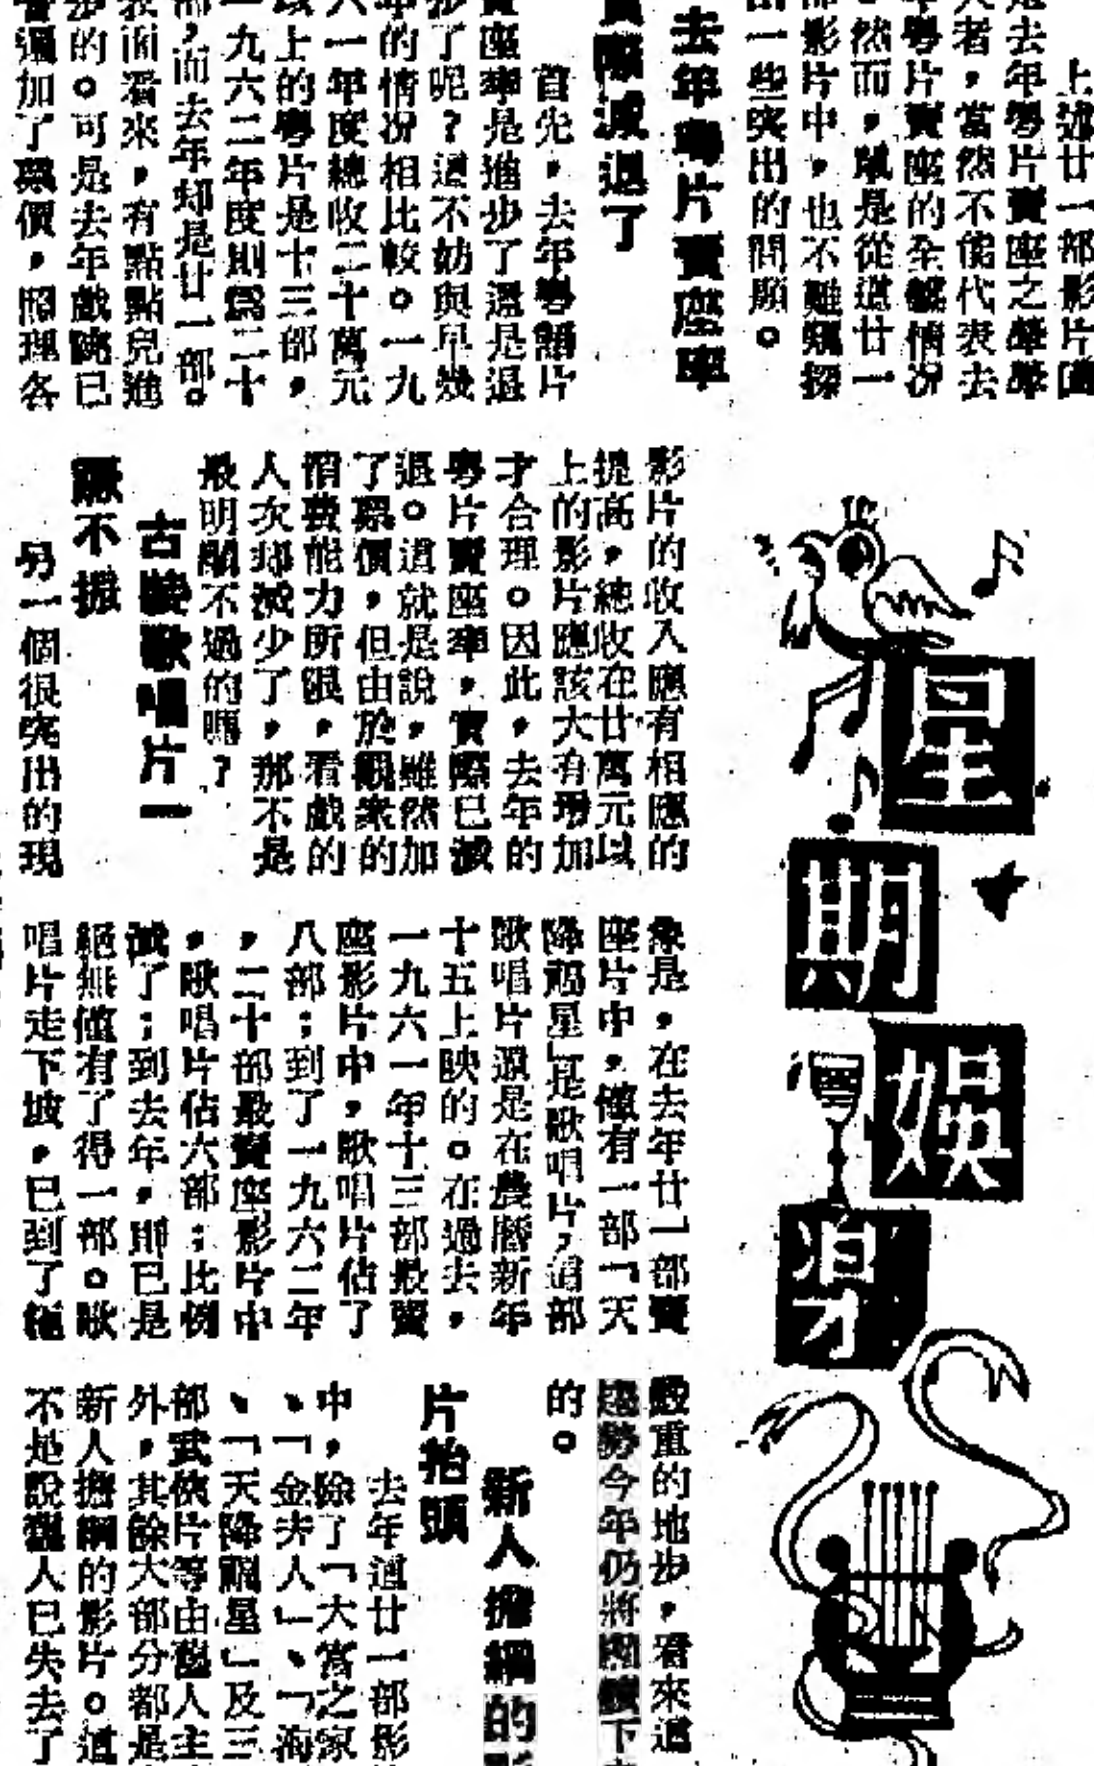 上述廿一部影片
去年粵片賣座之
者，當然不能代表去
年粵片賣座的全部情况
。然而，單是從這廿一
部影片中，也不難窺探
出一些突出的問題。
去年粵片賣座率
實際減退了
首先，去年粵語片
賣座率是進步了還是退
步了呢？這不妨與早幾
年的情况相比較。一九
六一年度總收二十萬元
以上的粵片是十三部，
一九六二年度則爲二十
部，而去年却是廿一部。
表面看來，有點點兒進
步的。可是去年戲院已
普遍加了票價，照理各
影片的收入應有相應的
提高，總收在廿萬元以
上的影片應該大有增加
才合理。因此，去年的
粵片賣座率，實際已減
退。這就是說，雖然加
了票價，但由於觀衆的
消費能力所限，看戲的
人次却減少了，那不是
最明顯不過的嗎？
古裝歌唱片一
蹶不振
另一個很突出的現
象是，在去年廿一部賣
座片中，僅有一部「天
降福星」是歌唱片，這部
歌唱片還是在農曆新年
十五上映的。在過去，
一九六一年十三部最賣
座影片中，歌唱片佔了
八部；到了一九六二年
，二十部最賣座影片中
，歌唱片佔六部；比例
減了；到去年，則已是
絕無僅有了得一部。歌
唱片走下坡，已到了極
嚴重的地步，看來這
趨勢今年仍將繼續下去
的。
新人擔綱的影
片抬頭
去年這廿一部影
中，除了「大富之家
、「金夫人」、「海
、「天降福星」及三
部武俠片等由舊人主
外，其餘大部分都是
新人擔綱的影片。這
不是說舊人已失去了
星期娛樂